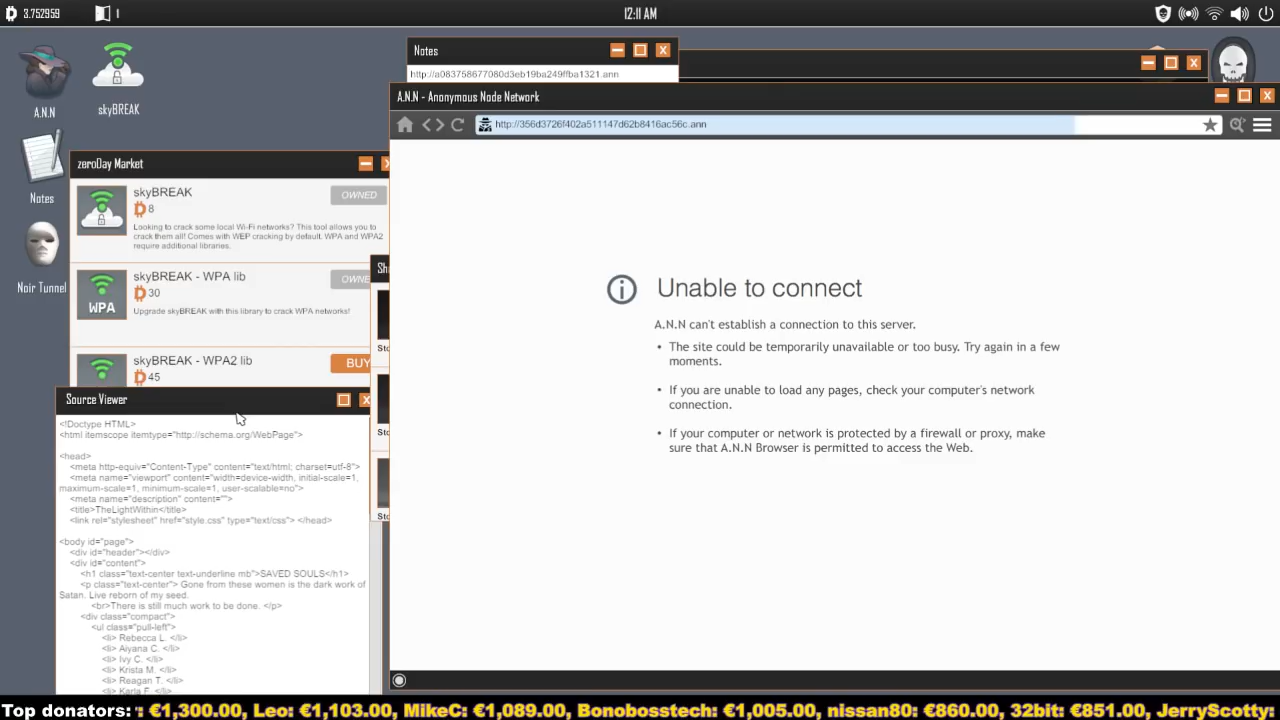 3.752959
1
12:11 AM
A.N.N
skyBREAK
Notes
Noir Tunnel
Notes
http://a083758677080d3eb19ba249ffba1321.ann
A.N.N - Anonymous Node Network
http://356d3726f402a511147d62b8416ac56c.ann
Unable to connect
A.N.N can't establish a connection to this server.
• The site could be temporarily unavailable or too busy. Try again in a few
moments.
• If you are unable to load any pages, check your computer's network
connection.
• If your computer or network is protected by a firewall or proxy, make
sure that A.N.N Browser is permitted to access the Web.
zeroDay Market
skyBREAK
8
OWNED
Looking to crack some local Wi-Fi networks? This tool allows you to
crack them all! Comes with WEP cracking by default. WPA and WPA2
require additional libraries.
skyBREAK - WPA lib
30
OWNE
WPA
Upgrade skyBREAK with this library to crack WPA networks!
skyBREAK - WPA2 lib
45
BUY
Sh
Sto
Sto
Sto
Source Viewer
<!Doctype HTML>
<html itemscope itemtype="http://schema.org/WebPage">
<head>
<meta http-equiv="Content-Type" content="text/html; charset=utf-8">
<meta name="viewport" content="width=device-width, initial-scale=1,
maximum-scale=1, minimum-scale=1, user-scalable=no">
<meta name="description" content="">
<title>TheLightWithin</title>
<link rel="stylesheet" href="style.css" type="text/css"> </head>
<body id="page">
<div id="header"></div>
<div id="content">
<h1 class="text-center text-underline mb">SAVED SOULS</h1>
<p class="text-center"> Gone from these women is the dark work of
Satan. Live reborn of my seed.
<br>There is still much work to be done. </p>
<div class="compact">
<ul class="pull-left">
<li> Rebecca L. </li>
<li> Aiyana C. </li>
<li> Ivy C. </li>
<li> Krista M. </li>
<li> Reagan T. </li>
<li> Karla F. </li>
Top donators: : €1,300.00, Leo: €1,103.00, MikeC: €1,089.00, Bonobosstech: €1,005.00, nissan80: €860.00, 32bit: €851.00, JerryScotty: